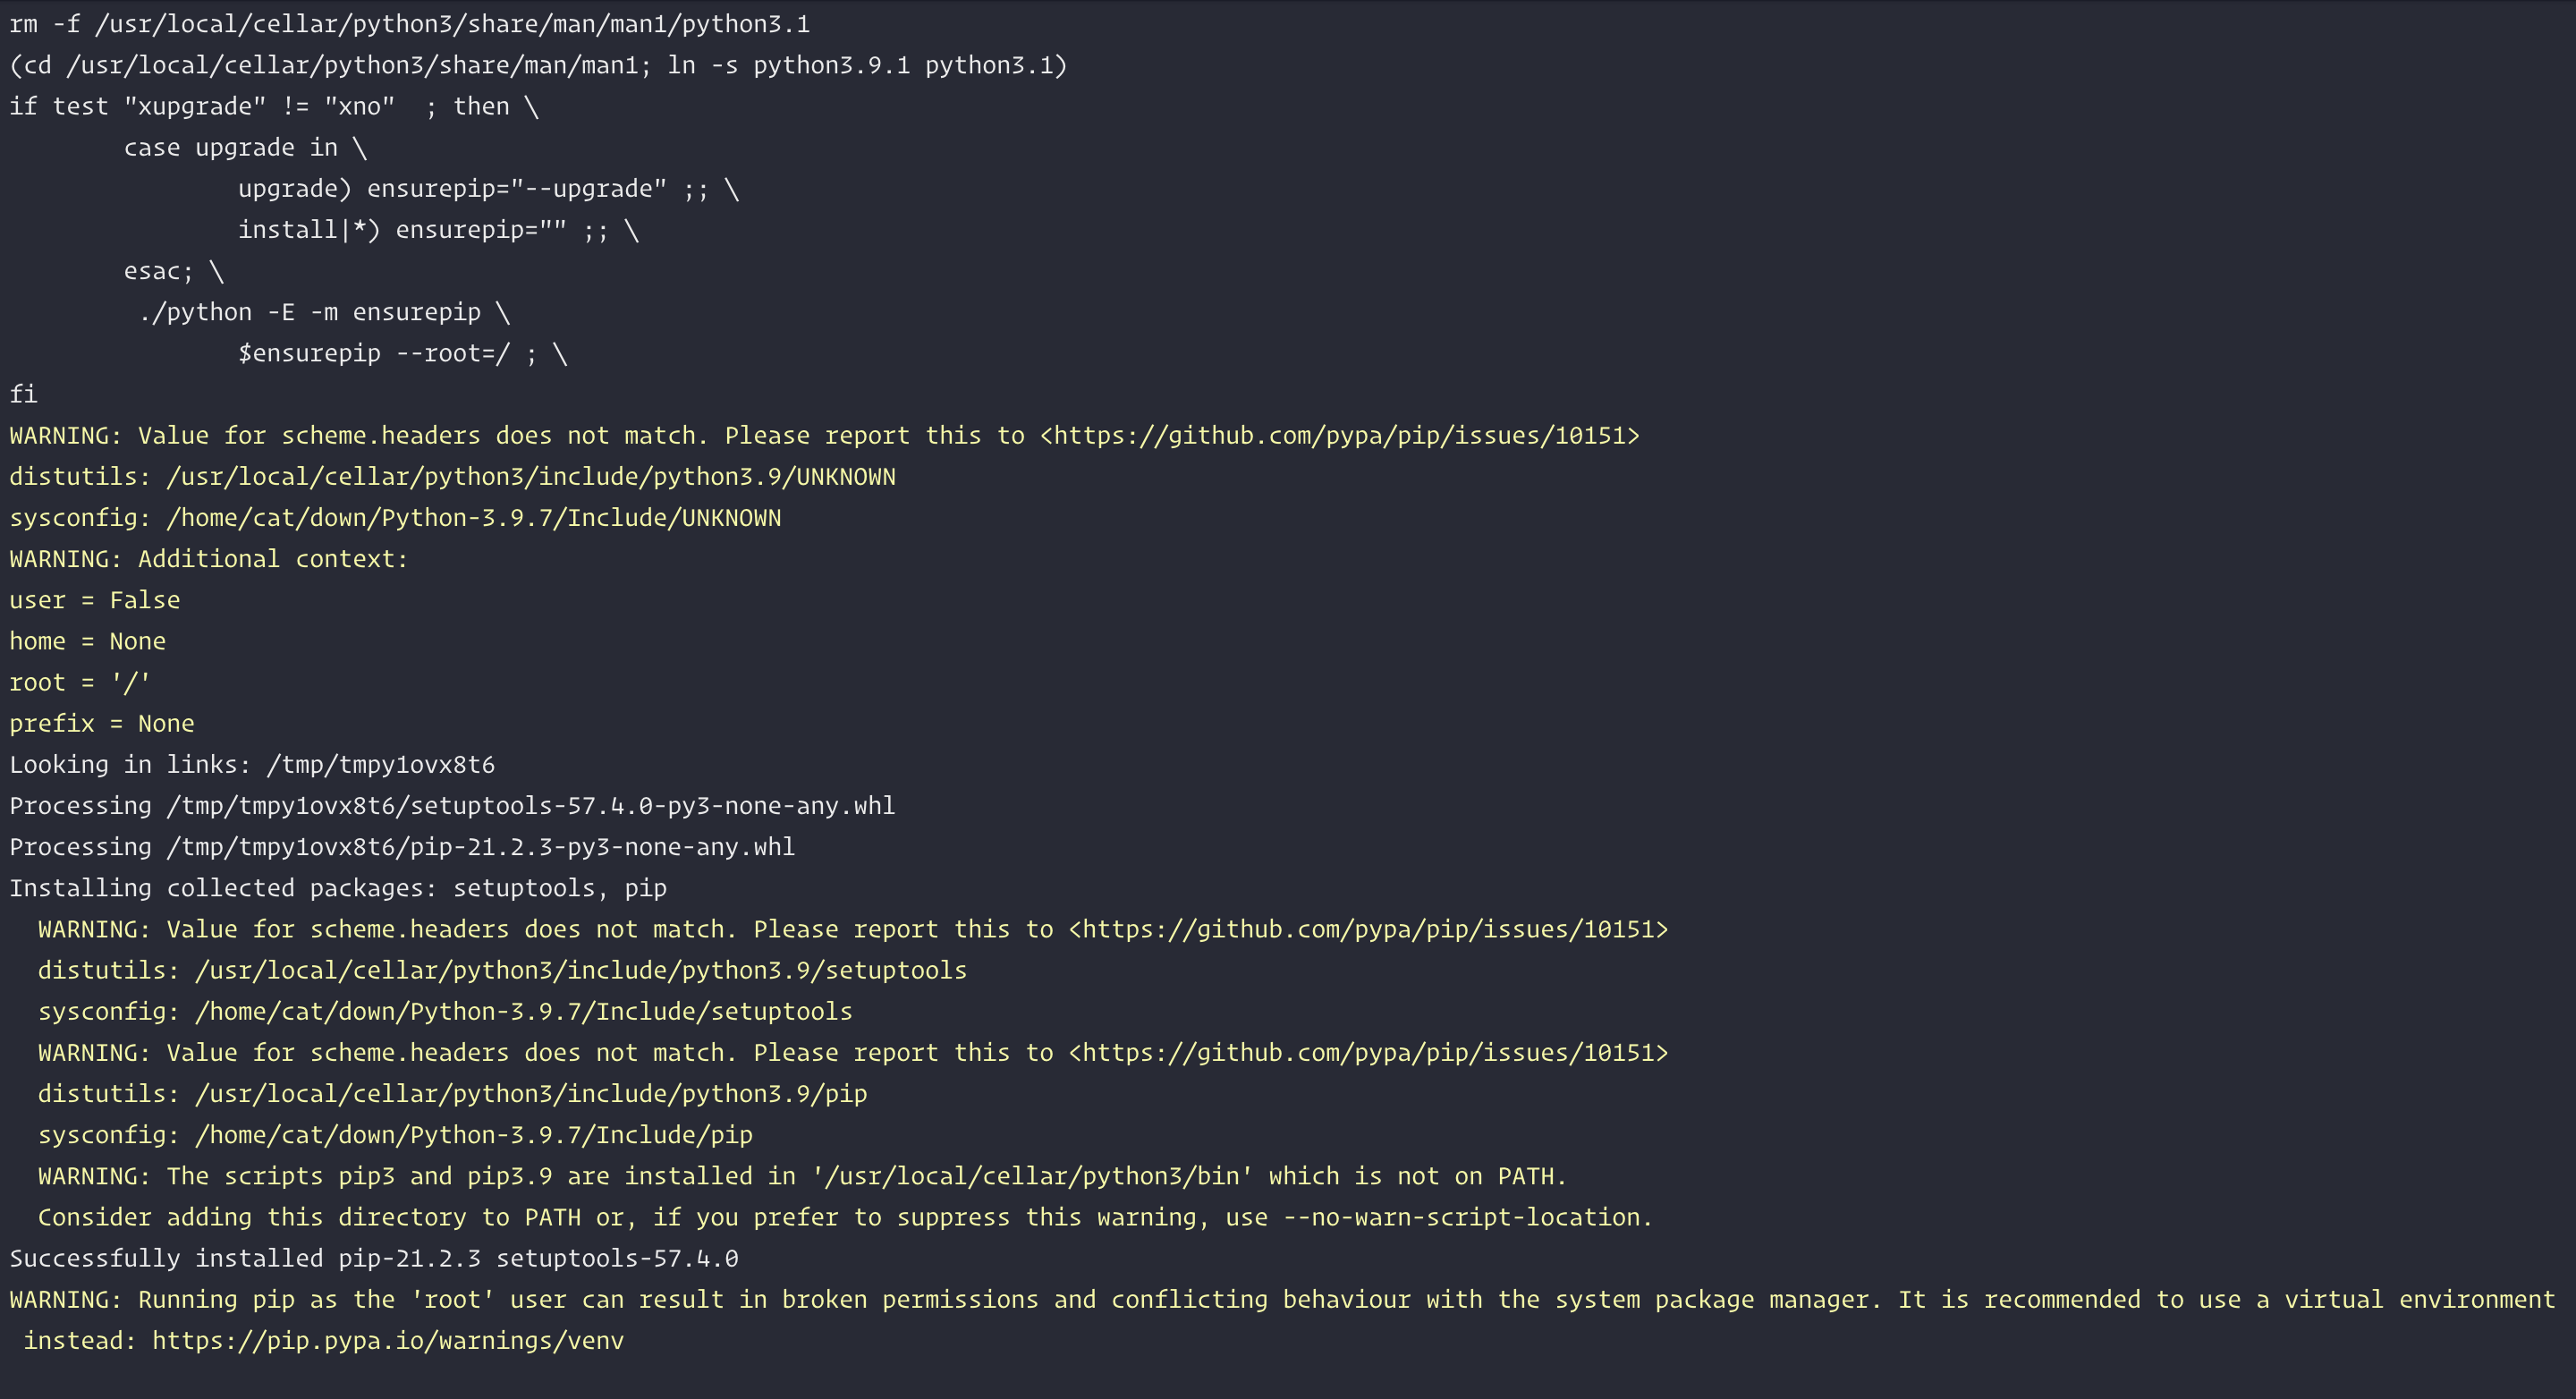 rm -f /usr/local/cellar/python3/share/man/man1/python3.1
(cd /usr/local/cellar/python3/share/man/man1; ln -s python3.9.1 python3.1)
if test "xupgrade" != "xno"  ; then \
        case upgrade in \
                upgrade) ensurepip="--upgrade" ;; \
                install|*) ensurepip="" ;; \
        esac; \
         ./python -E -m ensurepip \
                $ensurepip --root=/ ; \
fi
WARNING: Value for scheme.headers does not match. Please report this to <https://github.com/pypa/pip/issues/10151>
distutils: /usr/local/cellar/python3/include/python3.9/UNKNOWN
sysconfig: /home/cat/down/Python-3.9.7/Include/UNKNOWN
WARNING: Additional context:
user = False
home = None
root = '/'
prefix = None
Looking in links: /tmp/tmpy1ovx8t6
Processing /tmp/tmpy1ovx8t6/setuptools-57.4.0-py3-none-any.whl
Processing /tmp/tmpy1ovx8t6/pip-21.2.3-py3-none-any.whl
Installing collected packages: setuptools, pip
  WARNING: Value for scheme.headers does not match. Please report this to <https://github.com/pypa/pip/issues/10151>
  distutils: /usr/local/cellar/python3/include/python3.9/setuptools
  sysconfig: /home/cat/down/Python-3.9.7/Include/setuptools
  WARNING: Value for scheme.headers does not match. Please report this to <https://github.com/pypa/pip/issues/10151>
  distutils: /usr/local/cellar/python3/include/python3.9/pip
  sysconfig: /home/cat/down/Python-3.9.7/Include/pip
  WARNING: The scripts pip3 and pip3.9 are installed in '/usr/local/cellar/python3/bin' which is not on PATH.
  Consider adding this directory to PATH or, if you prefer to suppress this warning, use --no-warn-script-location.
Successfully installed pip-21.2.3 setuptools-57.4.0
WARNING: Running pip as the 'root' user can result in broken permissions and conflicting behaviour with the system package manager. It is recommended to use a virtual environment
 instead: https://pip.pypa.io/warnings/venv